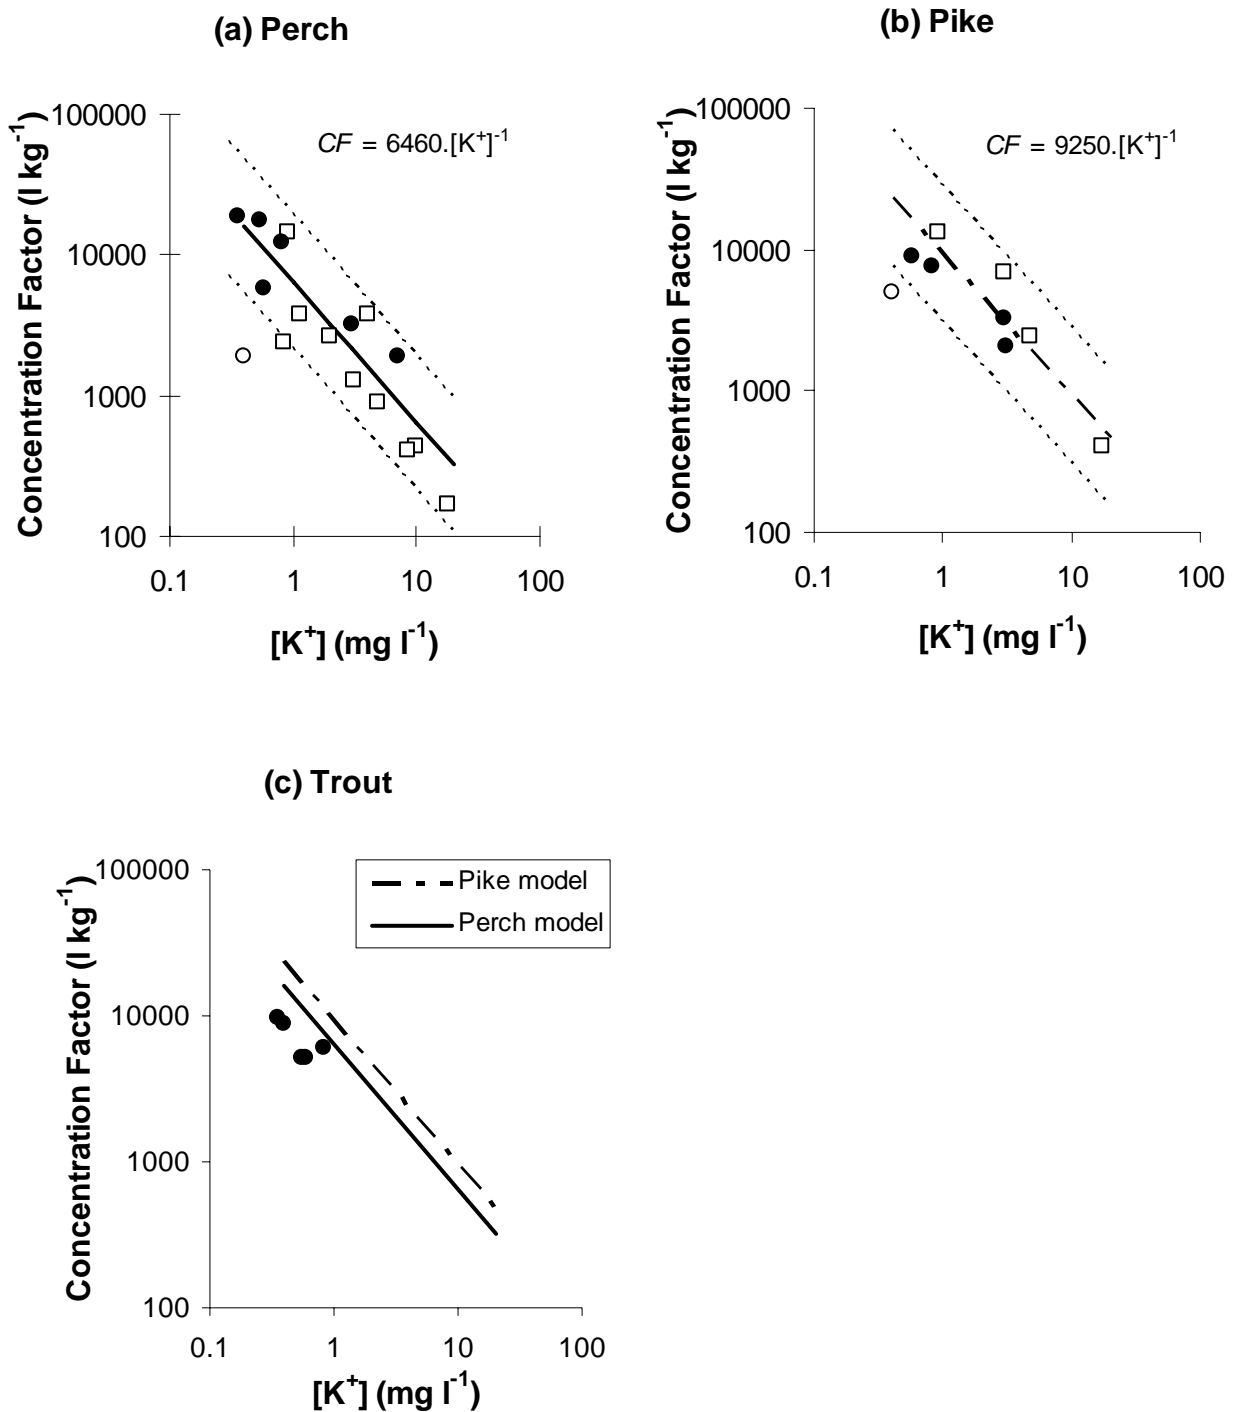 (a) Perch
Concentration Factor (l kg⁻¹)
100000
10000
1000
100
CF = 6460.[K⁺]⁻¹
0.1 1 10 100
[K⁺] (mg l⁻¹)
(b) Pike
Concentration Factor (l kg⁻¹)
100000
10000
1000
100
CF = 9250.[K⁺]⁻¹
0.1 1 10 100
[K⁺] (mg l⁻¹)
(c) Trout
Concentration Factor (l kg⁻¹)
100000
10000
1000
100
Pike model
Perch model
0.1 1 10 100
[K⁺] (mg l⁻¹)